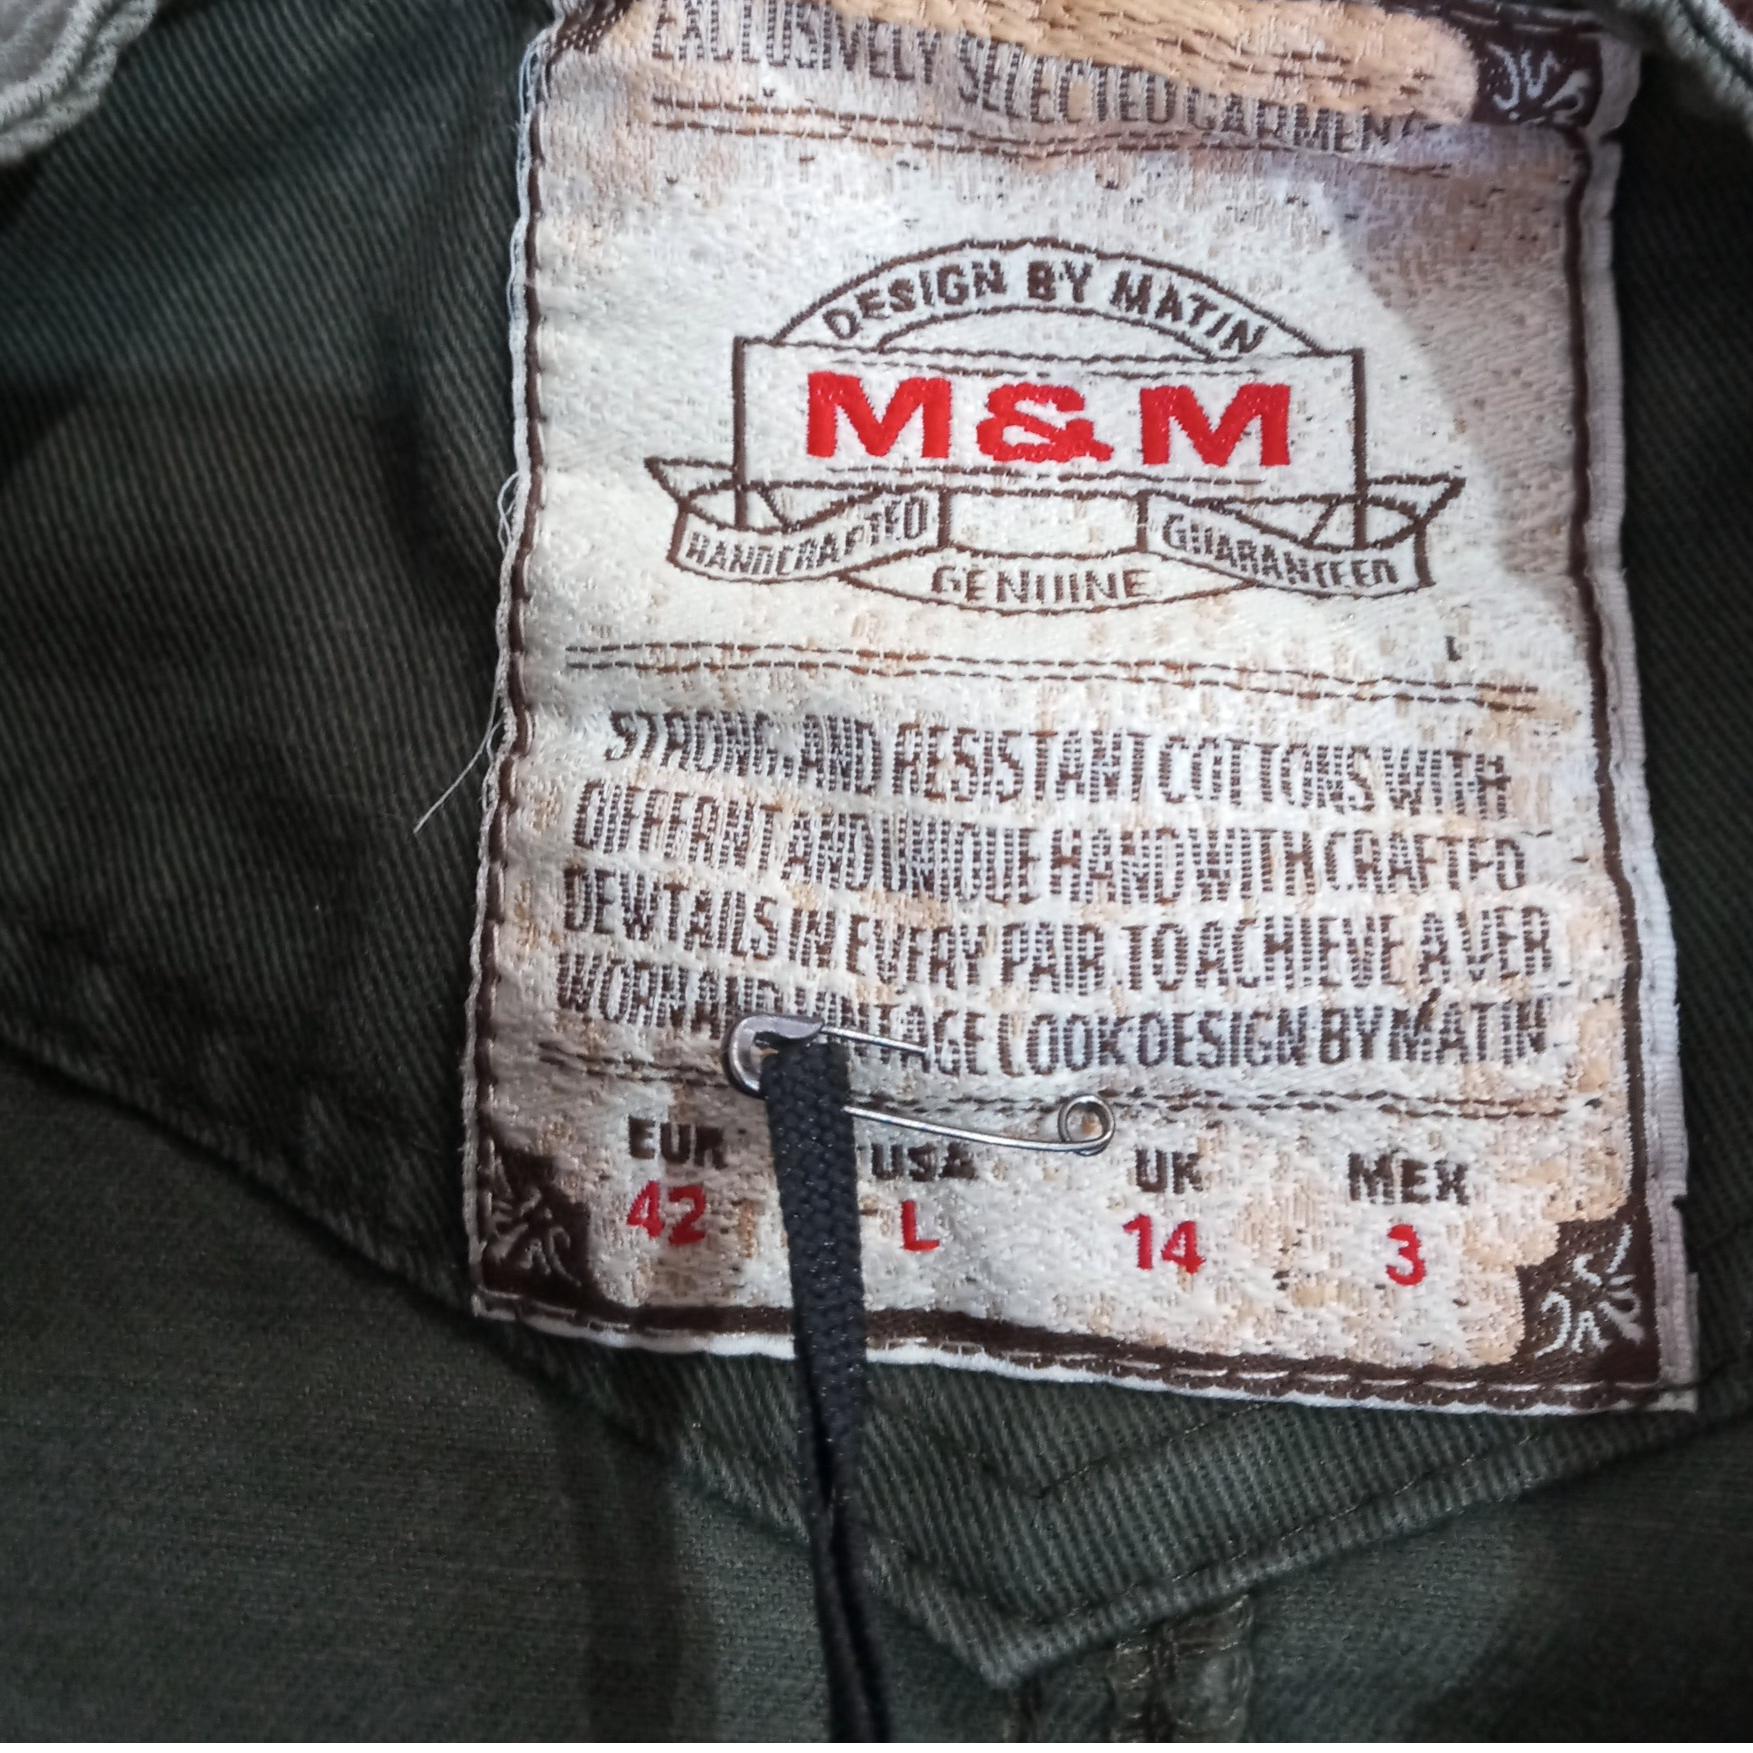 EXCLUSIVELY SELECTED GARMENTS
DESIGN BY MATIN
M&M
HANDCRAFTED
GENUINE
GUARANTEED
STRONG AND RESISTANT COTTONS WITH
DIFFERNT AND UNIQUE HAND WITH CRAFTED
DEWTAILS IN EVERY PAIR. TO ACHIEVE A VER
WORN AND VINTAGE LOOK DESIGN BY MATIN
EUR USA UK MEX
42 L 14 3